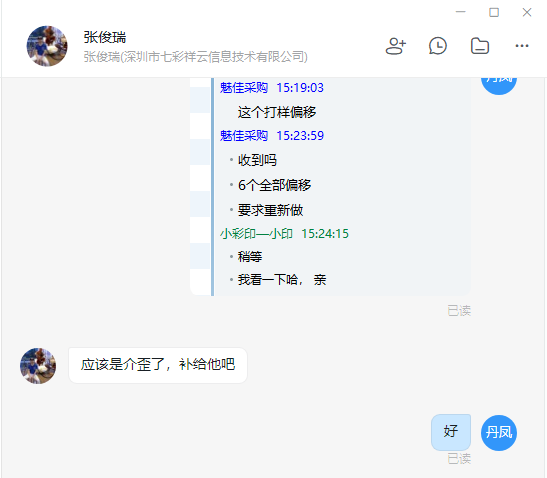 张俊瑞
张俊瑞(深圳市七彩祥云信息技术有限公司)
魅佳采购 15:19:03
丹凤
这个打样偏移
魅佳采购 15:23:59
•收到吗
•6个全部偏移
•要求重新做
小彩印—小印 15:24:15
•稍等
•我看一下哈， 亲
已读
应该是介歪了，补给他吧
好
丹凤
已读